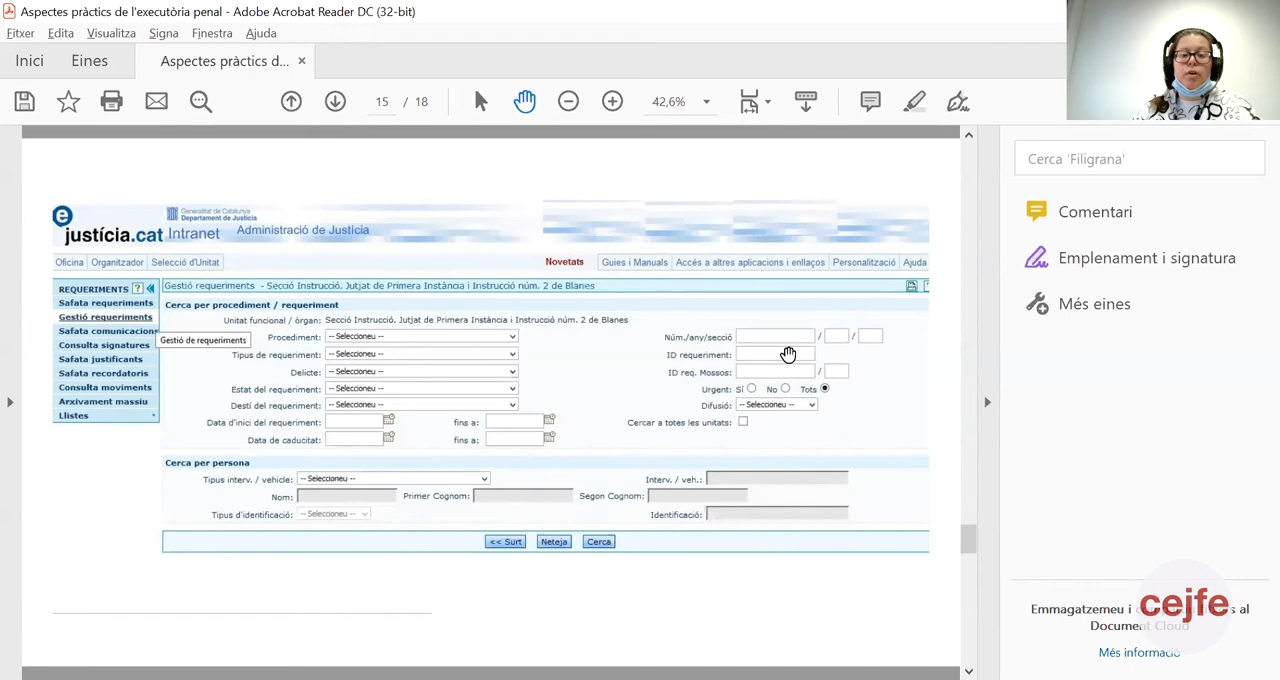 Aspectes pràctics de l'executòria penal - Adobe Acrobat Reader DC (32-bit)
Fitxer Edita Visualitza Signa Finestra Ajuda
Inici Eines Aspectes pràctics d... ×
15 / 18 42,6%
Cerca 'Filigrana'
Comentari
Emplenament i signatura
Més eines
Generalitat de Catalunya
Departament de Justícia
e justícia.cat Intranet Administració de Justícia
Oficina Organitzador Selecció d'Unitat Novetats Guies i Manuals Accés a altres aplicacions i enllaços Personalització Ajuda
REQUERIMENTS ?
Safata requeriments
Gestió requeriments
Safata comunicacions
Consulta signatures
Safata justificants
Safata recordatoris
Consulta moviments
Arxivament massiu
Llistes
Gestió de requeriments
Gestió requeriments - Secció Instrucció. Jutjat de Primera Instància i Instrucció núm. 2 de Blanes
Cerca per procediment / requeriment
Unitat funcional / òrgan: Secció Instrucció. Jutjat de Primera Instància i Instrucció núm. 2 de Blanes
Procediment: -- Seleccioneu -- Núm./any/secció / /
Tipus de requeriment: -- Seleccioneu -- ID requeriment:
Delicte: -- Seleccioneu -- ID req. Mossos: /
Estat del requeriment: -- Seleccioneu -- Urgent: Sí No Tots
Destí del requeriment: -- Seleccioneu -- Difusió: -- Seleccioneu --
Data d'inici del requeriment: fins a: Cercar a totes les unitats:
Data de caducitat: fins a:
Cerca per persona
Tipus interv. / vehicle: -- Seleccioneu -- Interv. / veh.:
Nom: Primer Cognom: Segon Cognom:
Tipus d'identificació: -- Seleccioneu -- Identificació:
<< Surt Neteja Cerca
cejfe
Emmagatzemeu i al
Document Cloud
Més informació